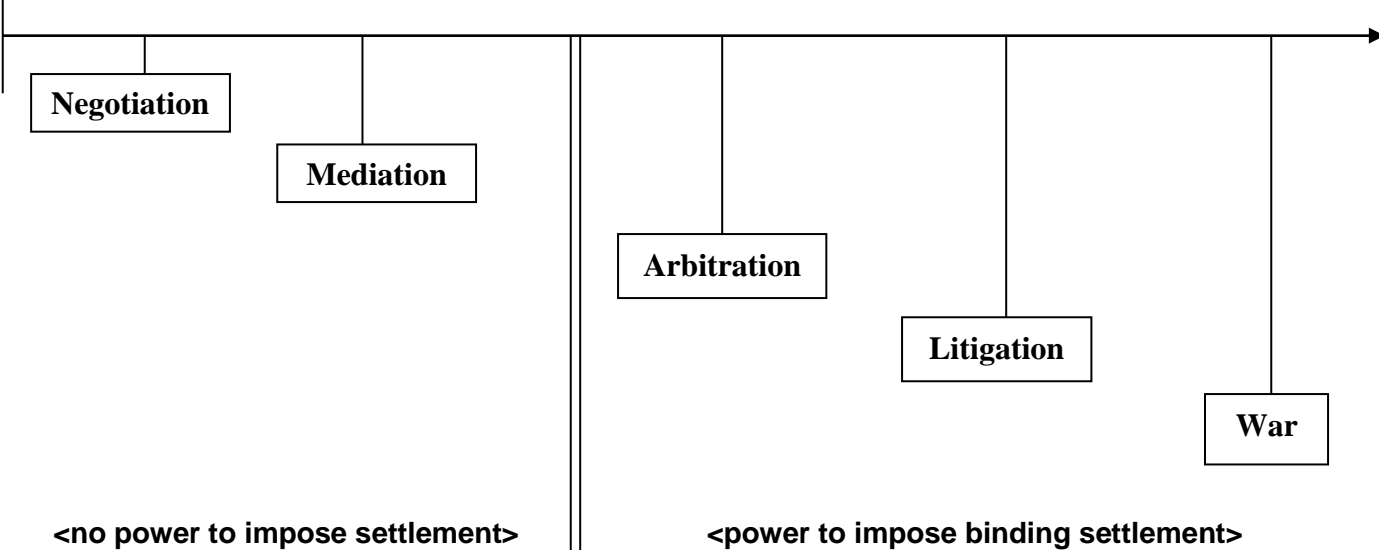 Negotiation
Mediation
Arbitration
Litigation
War
<no power to impose settlement>
<power to impose binding settlement>